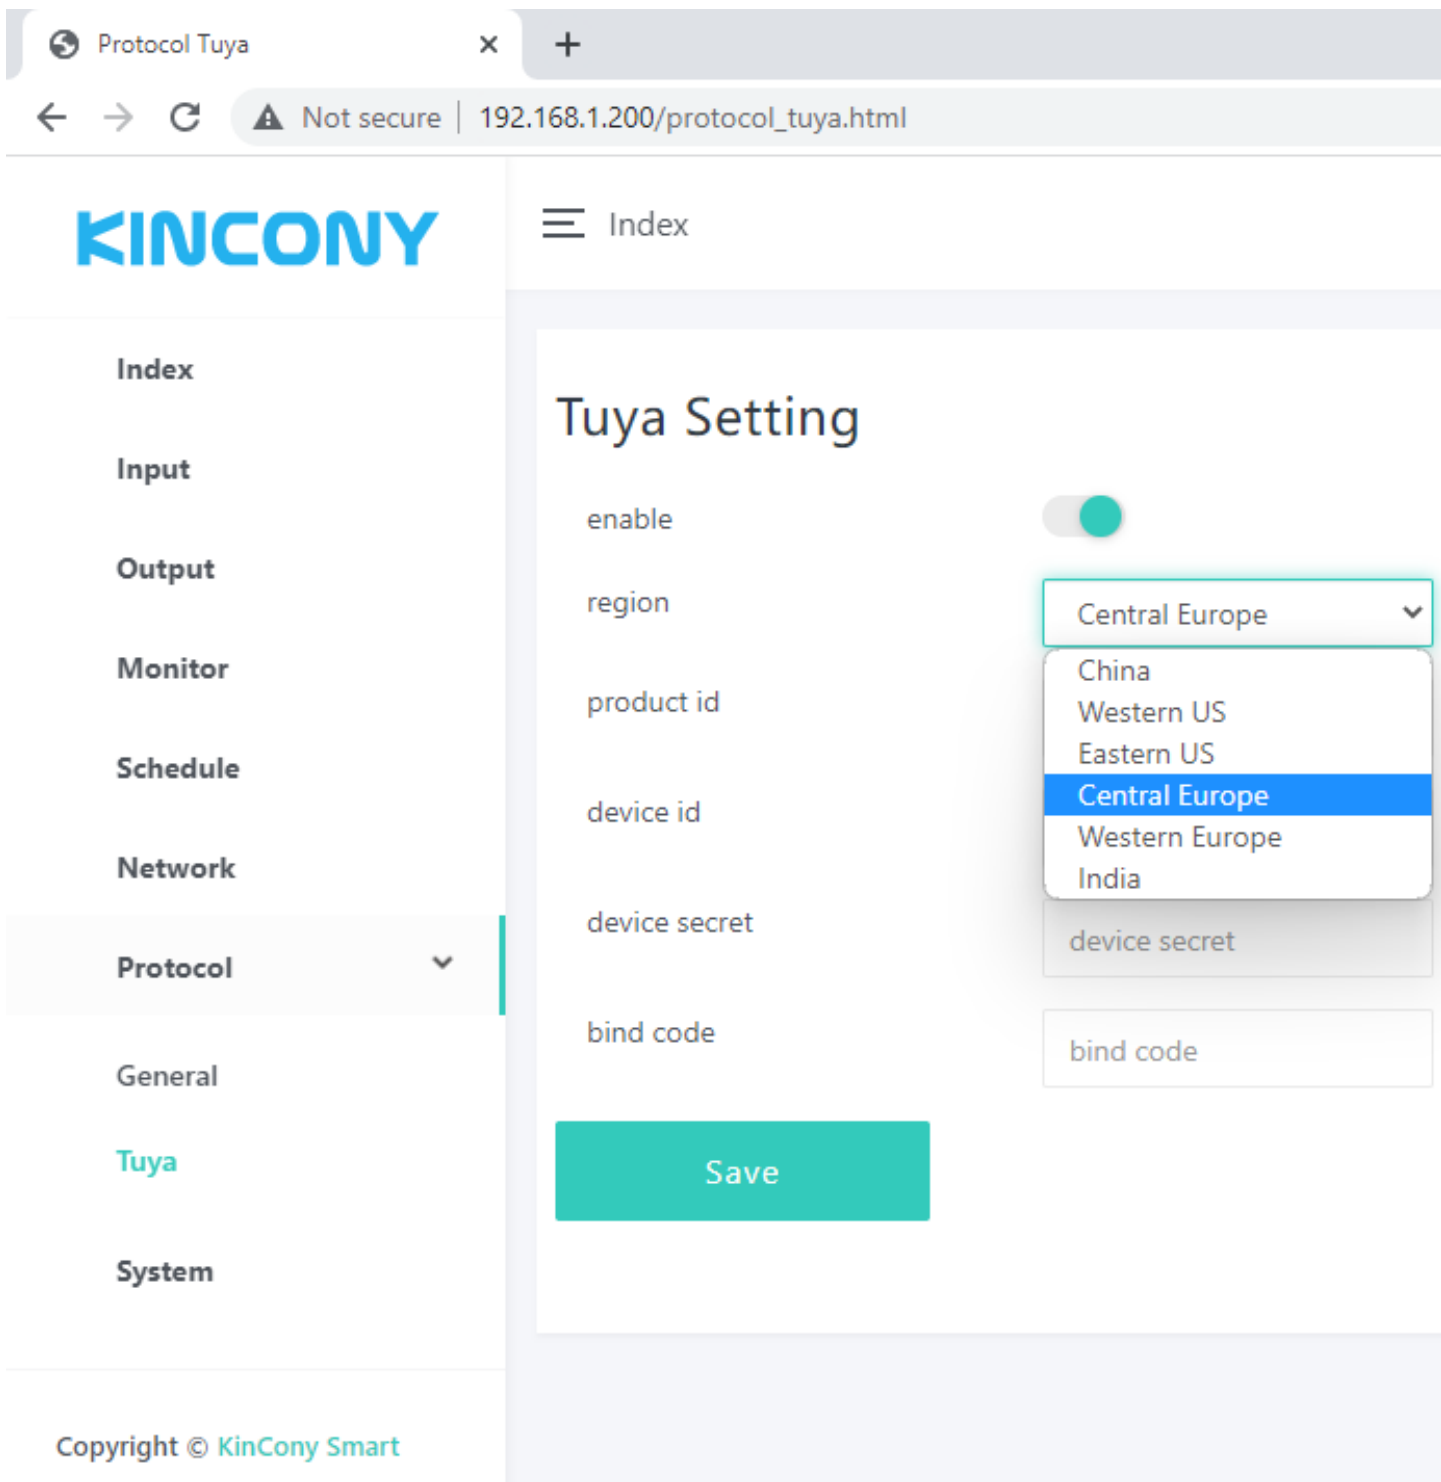 Protocol Tuya
Not secure | 192.168.1.200/protocol_tuya.html
KINCONY
Index
Index
Input
Output
Monitor
Schedule
Network
Protocol
General
Tuya
System
Copyright © KinCony Smart
Tuya Setting
enable
region
Central Europe
China
Western US
Eastern US
Central Europe
Western Europe
India
product id
device id
device secret
device secret
bind code
bind code
Save